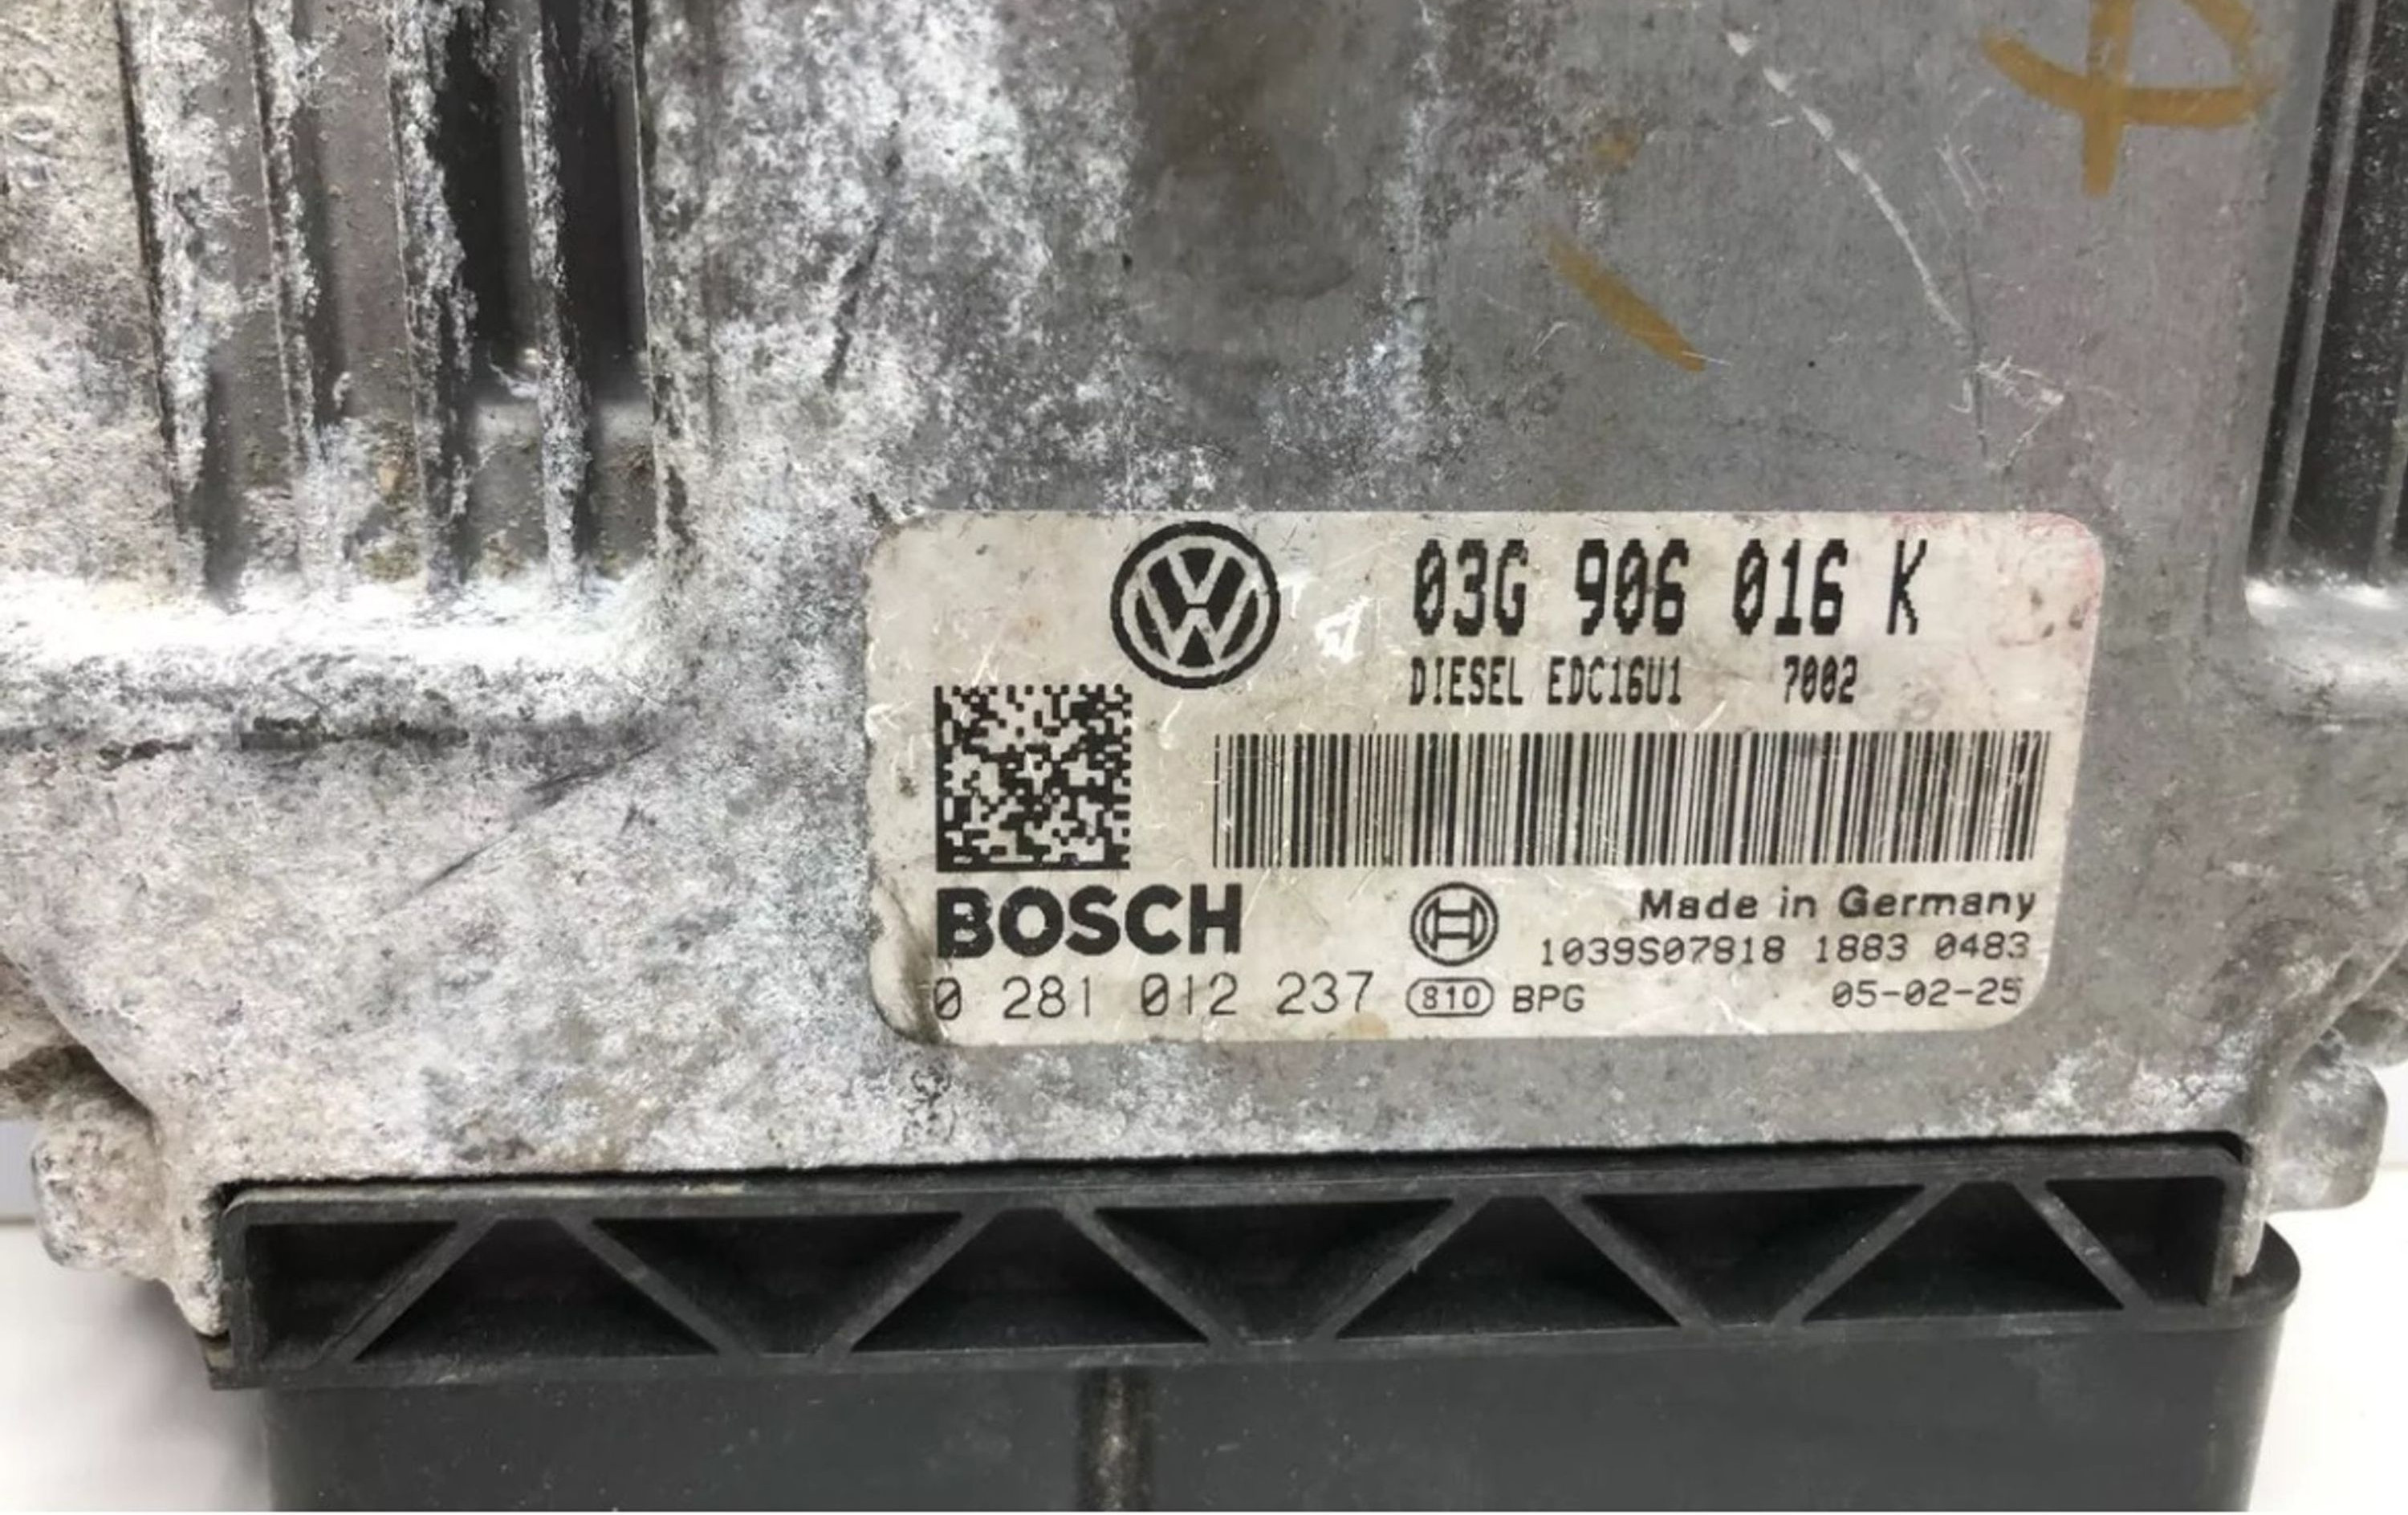 03G 906 016 K
DIESEL EDC16U1 7002
BOSCH
Made in Germany
1039S07818 1883 0483
0 281 012 237 810 BPG 05-02-25